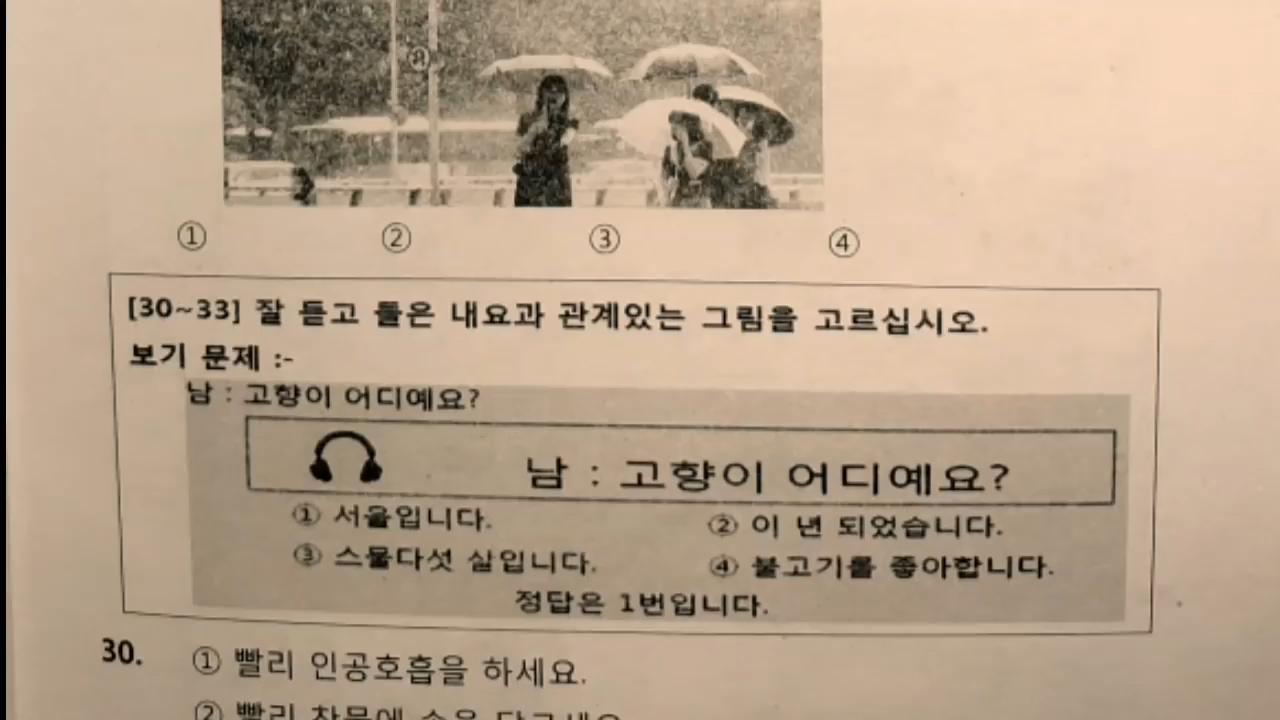 ① ② ③ ④
[30~33] 잘 듣고 들은 내요과 관계있는 그림을 고르십시오.
보기 문제 :-
남 : 고향이 어디예요?
남 : 고향이 어디예요?
① 서울입니다. ② 이 년 되었습니다.
③ 스물다섯 살입니다. ④ 불고기를 좋아합니다.
정답은 1번입니다.
30. ① 빨리 인공호흡을 하세요.
② 빨리